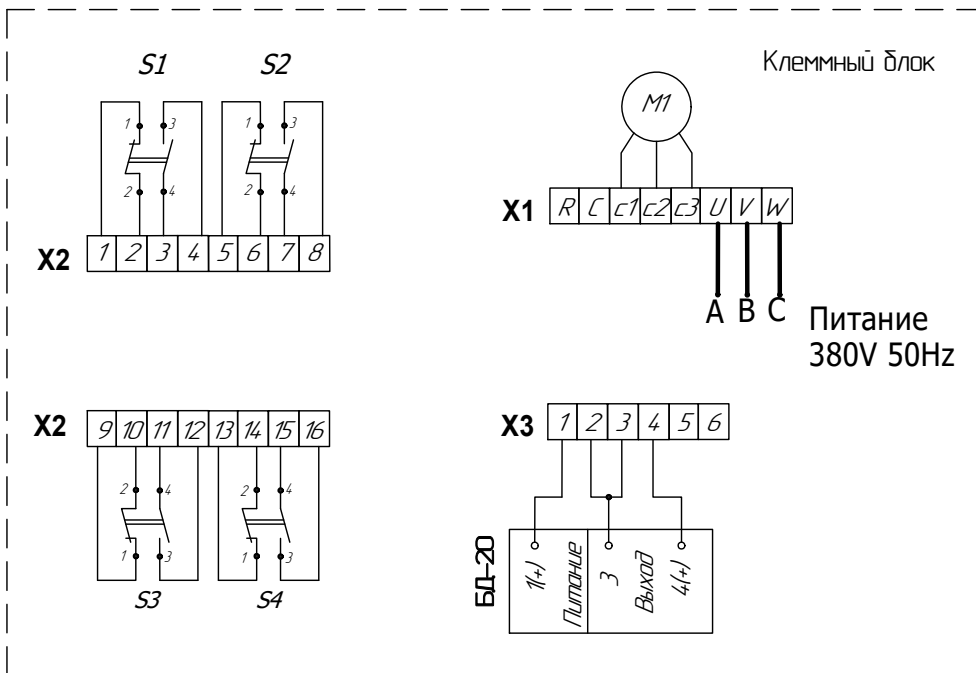 S1 S2
1 3 1 3
2 4 2 4
X2 1 2 3 4 5 6 7 8
Клеммный блок
M1
X1 R C c1 c2 c3 U V W
A B C
Питание
380V 50Hz
X2 9 10 11 12 13 14 15 16
2 4 2 4
1 3 1 3
S3 S4
X3 1 2 3 4 5 6
БД-20
1(+)
Питание
3
Выход
4(+)